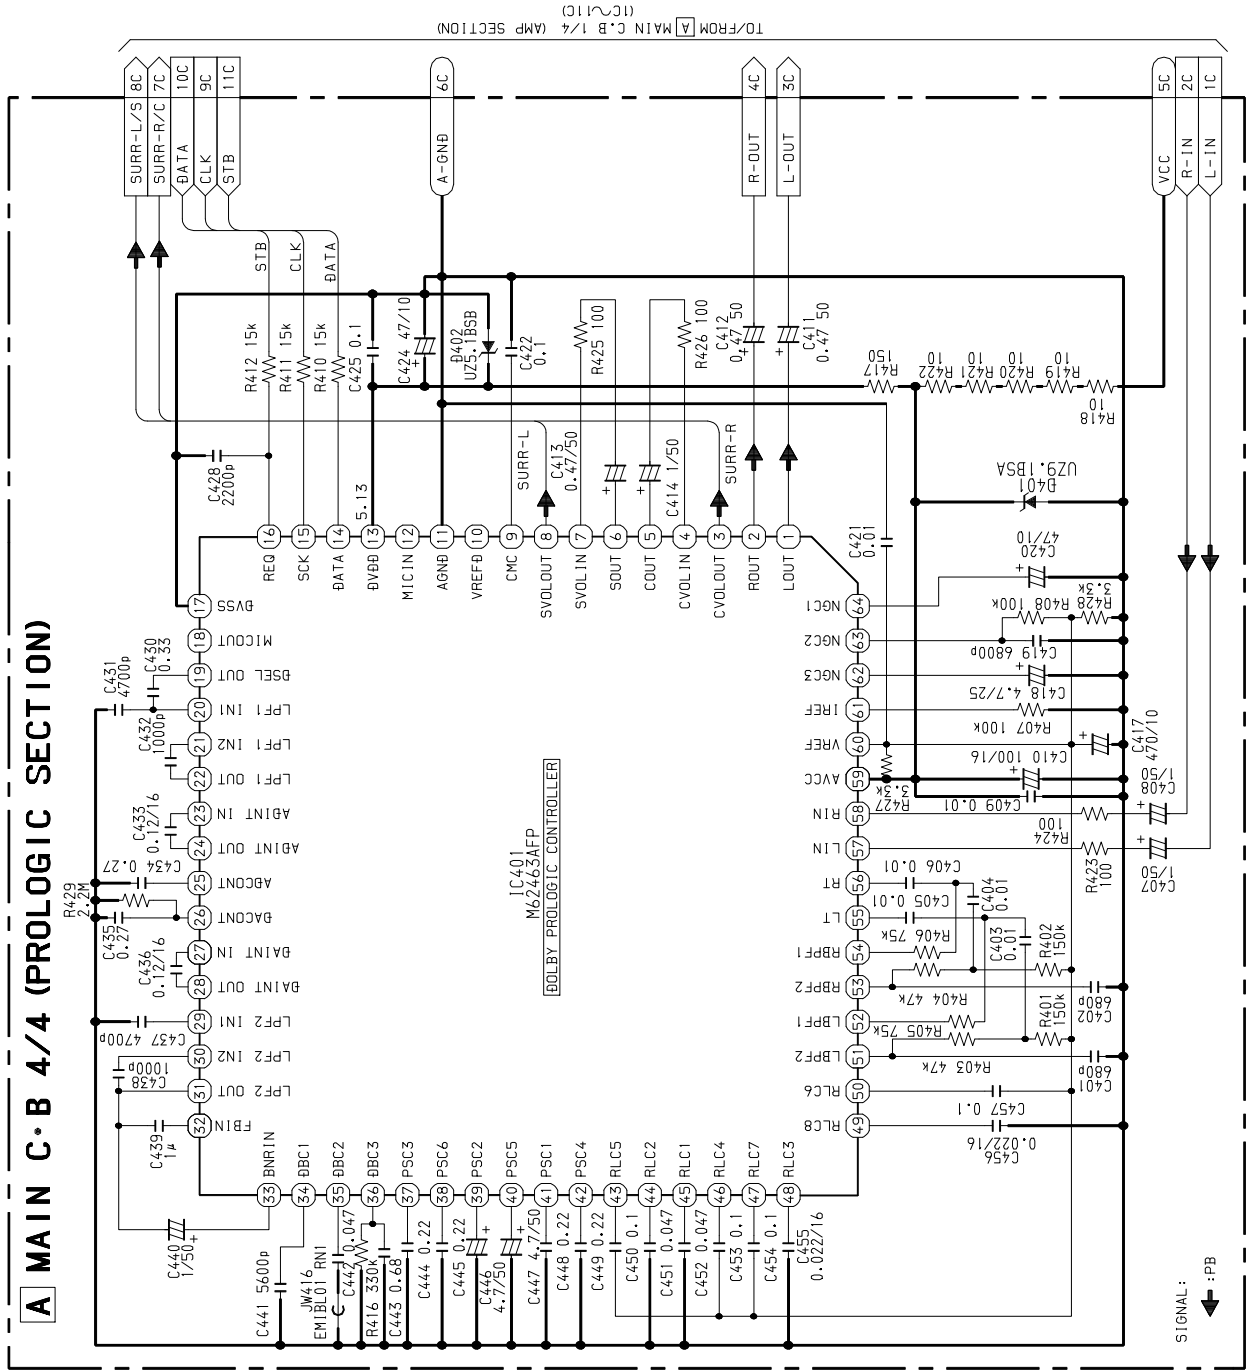 TO/FROM A MAIN C.B 1/4 (AMP SECTION)
(1C~11C)
8C
7C
10C
9C
11C
6C
4C
3C
5C
2C
1C
SURR-L/S
SURR-R/C
DATA
CLK
STB
A-GND
R-OUT
L-OUT
VCC
R-IN
L-IN
STB
CLK
DATA
R412 15k
R411 15k
R410 15k
C425 0.1
C424 47/10
+
D402
UZ5.1BSB
C422
0.1
R425 100
R426 100
C412
0.47 50
+
C411
0.47 50
+
R417
150
R422
10
R421
10
R420
10
R419
10
R418
10
C428
2200p
5.13
SURR-L
C413
0.47/50
+
C414 1/50
+
SURR-R
D401
UZ9.1BSA
C421
0.01
C420
47/10
+
16
15
14
13
12
11
10
9
8
7
6
5
4
3
2
1
REQ
SCK
DATA
DVDD
MICIN
AGND
VREFD
CMC
SVOLOUT
SVOLIN
SOUT
COUT
CVOLIN
CVOLOUT
ROUT
LOUT
17 DVSS
18 MICOUT
19 DSEL OUT
20 LPF1 IN1
21 LPF1 IN2
22 LPF1 OUT
23 ADINT IN
24 ADINT OUT
25 ADCONT
26 DACONT
27 DAINT IN
28 DAINT OUT
29 LPF2 IN1
30 LPF2 IN2
31 LPF2 OUT
32 FBIN
NGC1 64
NGC2 63
NGC3 62
IREF 61
VREF 60
AVCC 59
RIN 58
LIN 57
RT 56
LT 55
RBPF1 54
RBPF2 53
LBPF1 52
LBPF2 51
RLC6 50
RLC8 49
C431
4700p
C430
0.33
C432
1000p
C433
0.12/16
C434 0.27
R429
2.2M
C435
0.27
C436
0.12/16
C437 4700p
C438
1000p
C439
1µ
C440
1/50
+
IC401
M62463AFP
DOLBY PROLOGIC CONTROLLER
R428
3.3k
R408 100k
C419 6800p
C418 4.7/25
+
R407 100k
C417
470/10
+
C410 100/16
+
R427
3.3k
C409 0.01
C408
1/50
+
R424
100
C407
1/50
+
R423
100
C406 0.01
C405 0.01
C404
0.01
C403
0.01
R406 75k
R402
150k
R404 47k
C402
680p
R405 75k
R401
150k
R403 47k
C401
680p
C457 0.1
C456
0.022/16
33 BNRIN
34 DBC1
35 DBC2
36 DBC3
37 PSC3
38 PSC6
39 PSC2
40 PSC5
41 PSC1
42 PSC4
43 RLC5
44 RLC2
45 RLC1
46 RLC4
47 RLC7
48 RLC3
C441 5600p
JW416
EMIBL01 RN1
C442 0.047
R416 330k
C443 0.68
C444 0.22
C445 0.22
+
C446
4.7/50
+
C447 4.7/50
C448 0.22
C449 0.22
C450 0.1
C451 0.047
C452 0.047
C453 0.1
C454 0.1
C455
0.022/16
A MAIN C·B 4/4 (PROLOGIC SECTION)
SIGNAL:
:PB